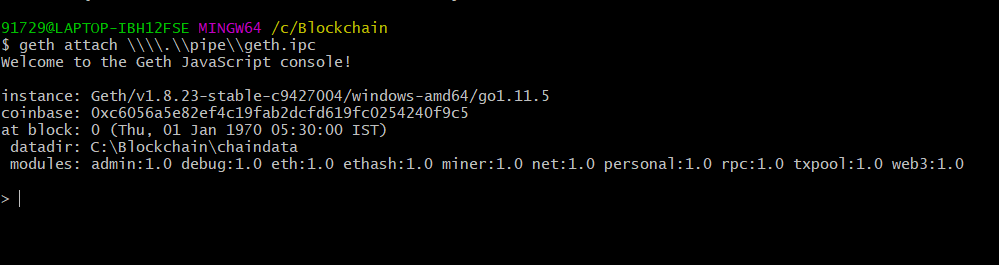 91729@LAPTOP-IBH12FSE MINGW64 /c/Blockchain
$ geth attach \\\\.\\pipe\\geth.ipc
Welcome to the Geth JavaScript console!
instance: Geth/v1.8.23-stable-c9427004/windows-amd64/go1.11.5
coinbase: 0xc6056a5e82ef4c19fab2dcfd619fc0254240f9c5
at block: 0 (Thu, 01 Jan 1970 05:30:00 IST)
datadir: C:\Blockchain\chaindata
modules: admin:1.0 debug:1.0 eth:1.0 ethash:1.0 miner:1.0 net:1.0 personal:1.0 rpc:1.0 txpool:1.0 web3:1.0
>